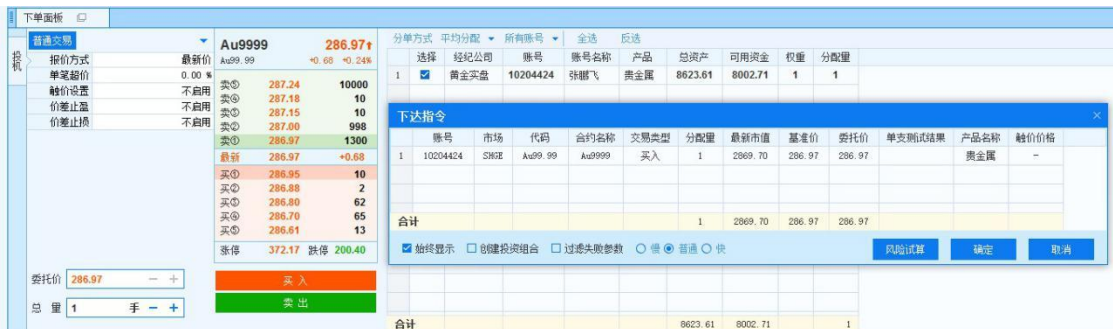 下单面板
投机
普通交易
报价方式 最新价
单笔超价 0.00 %
触价设置 不启用
价差止盈 不启用
价差止损 不启用
Au9999 286.97↑
Au99.99 +0.68 +0.24%
卖⑤ 287.24 10000
卖④ 287.18 10
卖③ 287.15 10
卖② 287.00 998
卖① 286.97 1300
最新 286.97 +0.68
买① 286.95 10
买② 286.88 2
买③ 286.80 62
买④ 286.70 65
买⑤ 286.61 13
涨停 372.17 跌停 200.40
委托价 286.97 － ＋
总 量 1 手 － ＋
买 入
卖 出
分单方式 平均分配 所有账号 全选 反选
选择 经纪公司 账号 账号名称 产品 总资产 可用资金 权重 分配量
1 黄金实盘 10204424 张鹏飞 贵金属 8623.61 8002.71 1 1
下达指令 ×
账号 市场 代码 合约名称 交易类型 分配量 最新市值 基准价 委托价 单支测试结果 产品名称 触价价格
1 10204424 SHGE Au99.99 Au9999 买入 1 2869.70 286.97 286.97 贵金属 -
合计 1 2869.70 286.97 286.97
始终显示 创建投资组合 过滤失败参数 慢 普通 快 风险试算 确定 取消
合计 8623.61 8002.71 1